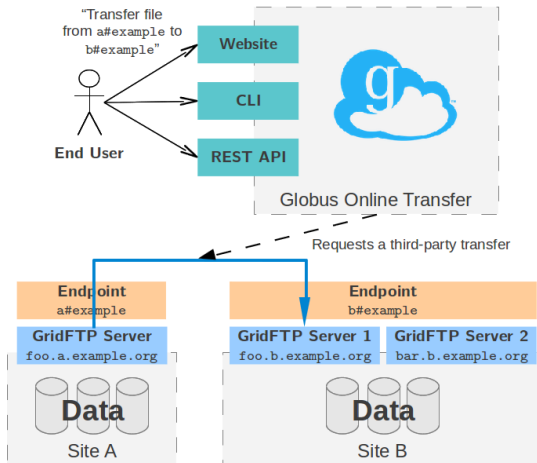 “Transfer file
from a#example to
b#example”
Website
CLI
REST API
End User
g
™
Globus Online Transfer
Requests a third-party transfer
Endpoint
a#example
Endpoint
b#example
GridFTP Server
foo.a.example.org
GridFTP Server 1
foo.b.example.org
GridFTP Server 2
bar.b.example.org
Data
Data
Site A
Site B